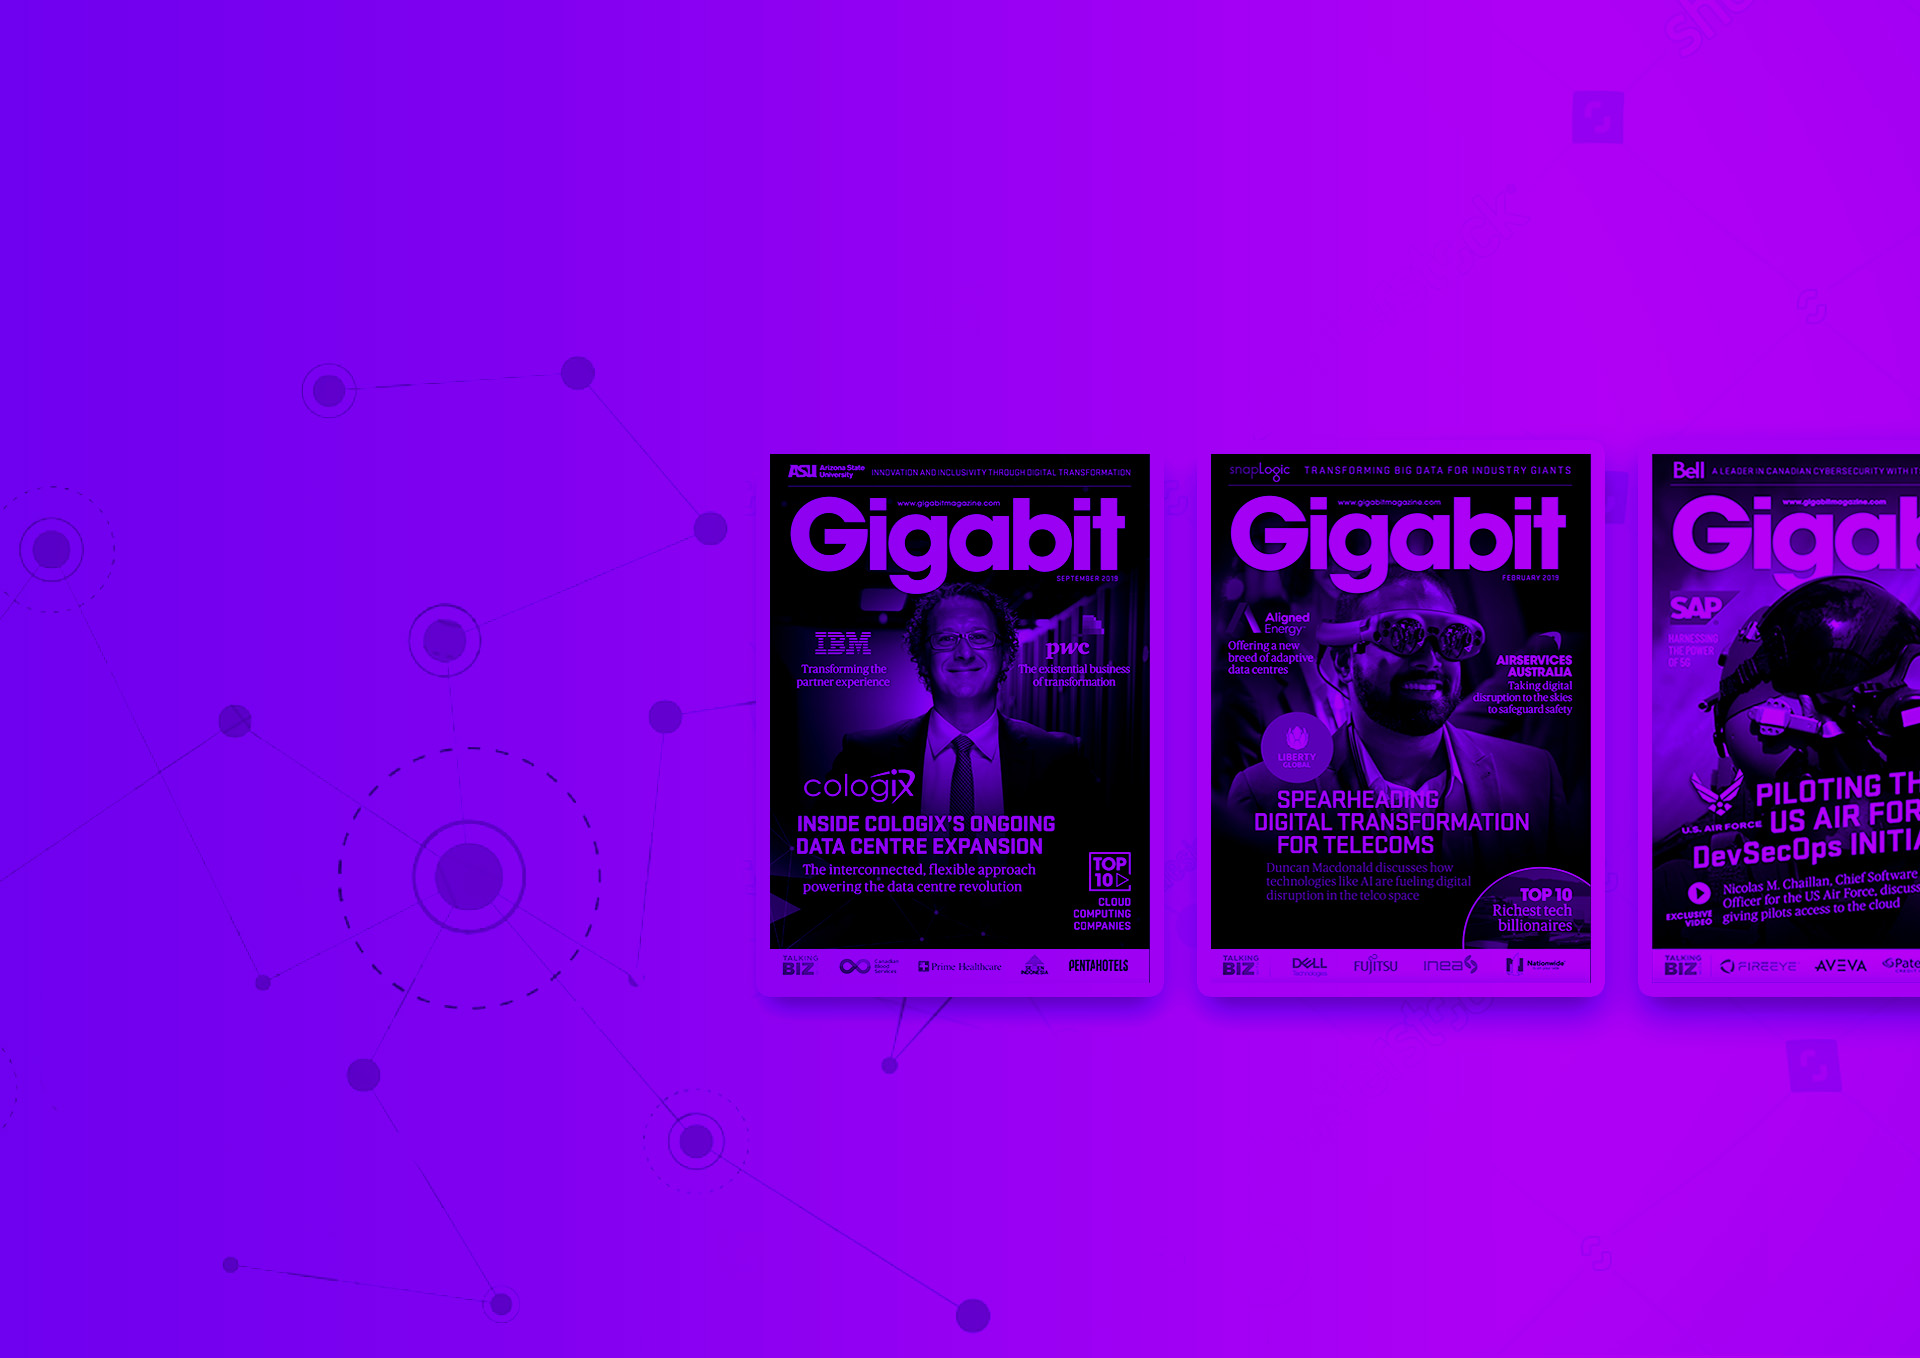 ASU Arizona State University INNOVATION AND INCLUSIVITY THROUGH DIGITAL TRANSFORMATION
www.gigabitmagazine.com
Gigabit
SEPTEMBER 2019
IBM
Transforming the
partner experience
pwc
The existential business
of transformation
cologix
INSIDE COLOGIX'S ONGOING
DATA CENTRE EXPANSION
The interconnected, flexible approach
powering the data centre revolution
TOP
10
CLOUD
COMPUTING
COMPANIES
TALKING
BIZ
Canadian
Blood
Services
Prime Healthcare
PENTAHOTELS
snapLogic TRANSFORMING BIG DATA FOR INDUSTRY GIANTS
www.gigabitmagazine.com
Gigabit
FEBRUARY 2019
Aligned
Energy
Offering a new
breed of adaptive
data centres
AIRSERVICES
AUSTRALIA
Taking digital
disruption to the skies
to safeguard safety
LIBERTY
GLOBAL
SPEARHEADING
DIGITAL TRANSFORMATION
FOR TELECOMS
Duncan Macdonald discusses how
technologies like AI are fueling digital
disruption in the telco space
TOP 10
Richest tech
billionaires
TALKING
BIZ
DELL
Technologies
FUJITSU
inea
Nationwide
Bell A LEADER IN CANADIAN CYBERSECURITY WITH IT
www.gigabitmagazine.com
Gigab
SAP
HARNESSING
THE POWER
OF 5G
U.S. AIR FORCE
PILOTING TH
US AIR FOR
DevSecOps INITIA
EXCLUSIVE
VIDEO
Nicolas M. Chaillan, Chief Software
Officer for the US Air Force, discuss
giving pilots access to the cloud
TALKING
BIZ
FIREEYE
AVEVA
Pate